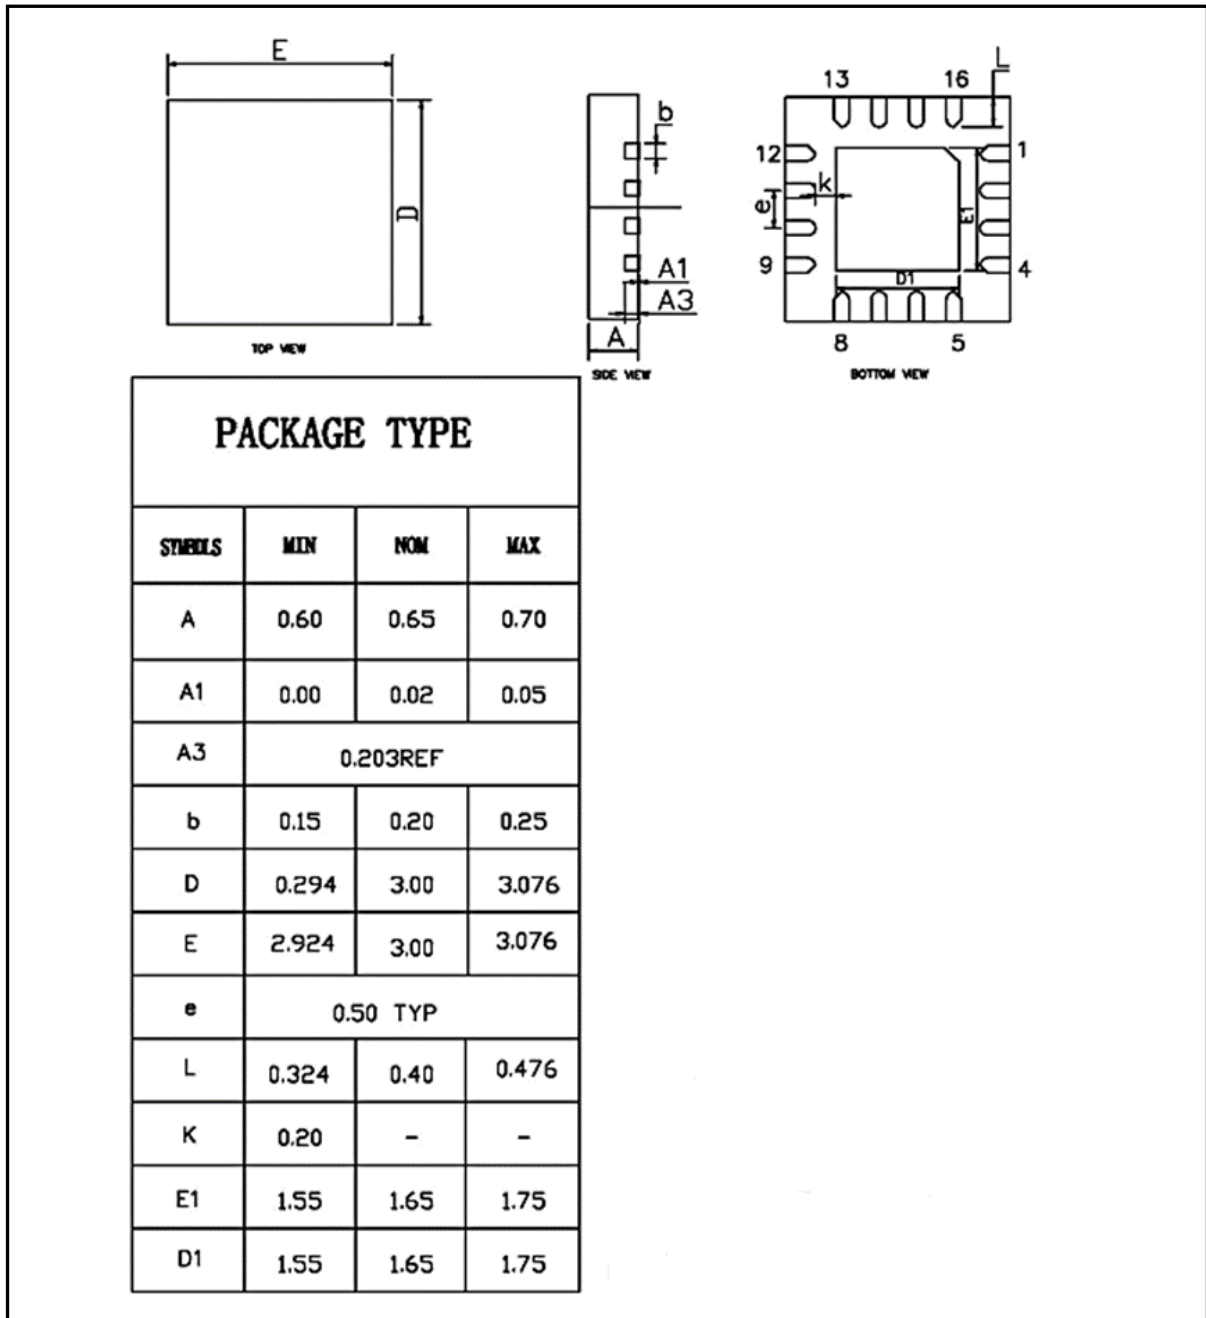 E
D
TOP VIEW
b
A1
A3
A
SIDE VIEW
L
13 16
12 1
k
e
E1
9 4
D1
8 5
BOTTOM VIEW
PACKAGE TYPE
SYMBOLS MIN NOM MAX
A 0.60 0.65 0.70
A1 0.00 0.02 0.05
A3 0.203REF
b 0.15 0.20 0.25
D 0.294 3.00 3.076
E 2.924 3.00 3.076
e 0.50 TYP
L 0.324 0.40 0.476
K 0.20 - -
E1 1.55 1.65 1.75
D1 1.55 1.65 1.75